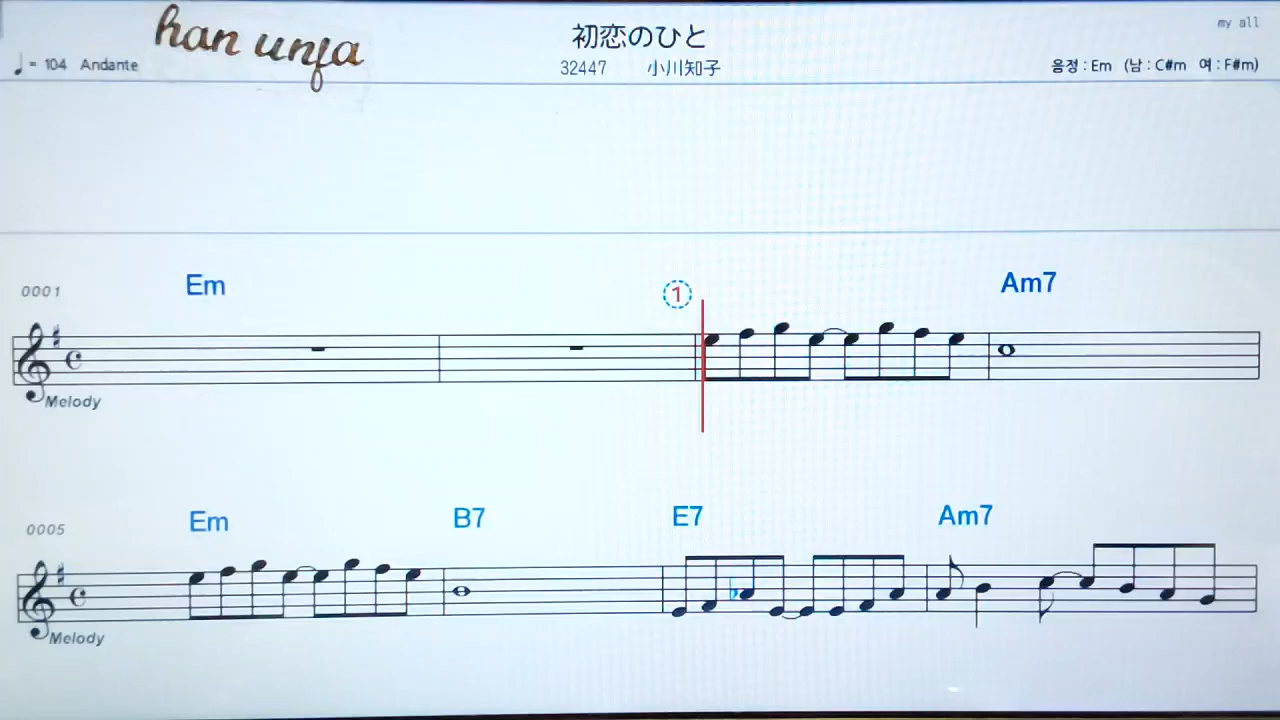 han unfa
初恋のひと
my all
♩= 104 Andante
32447 小川知子
음정 : Em (남 : C#m 여 : F#m)
Em
①
Am7
0001
Melody
Em
B7
E7
Am7
0005
Melody